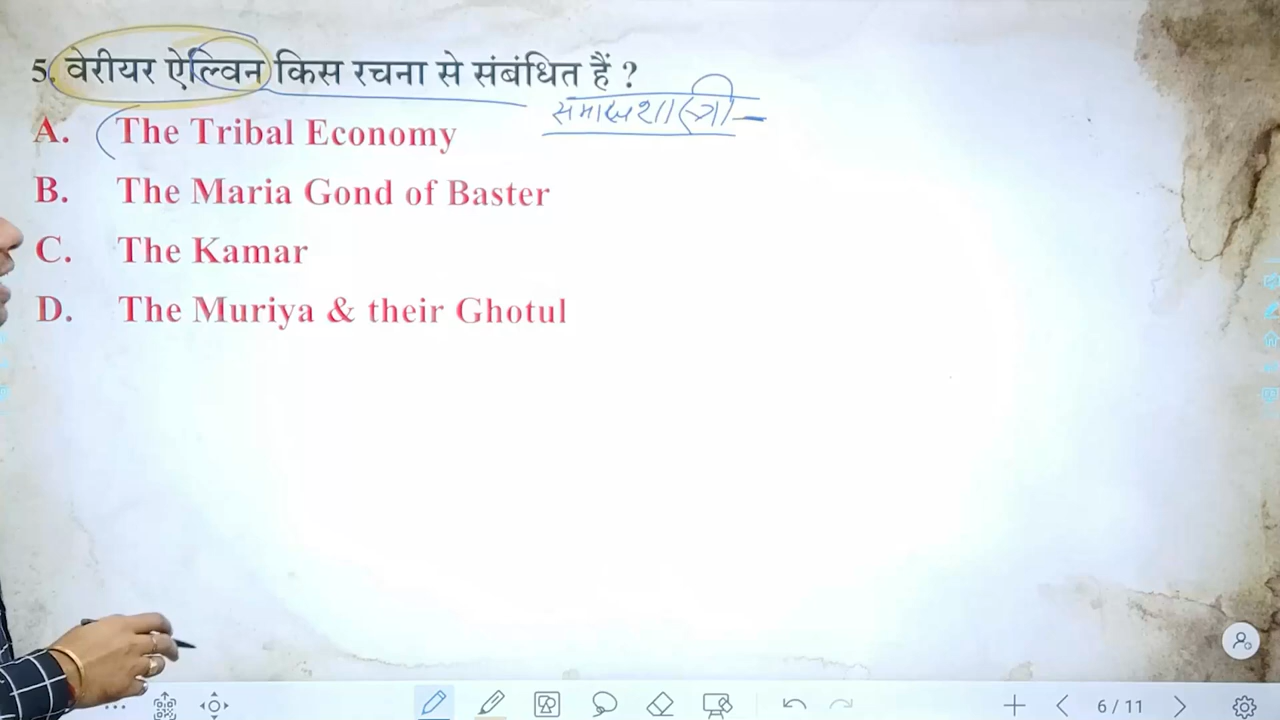 5. वेरीयर ऐल्विन किस रचना से संबंधित हैं ?
समाजशास्त्री-
A. The Tribal Economy
B. The Maria Gond of Baster
C. The Kamar
D. The Muriya & their Ghotul
6 / 11